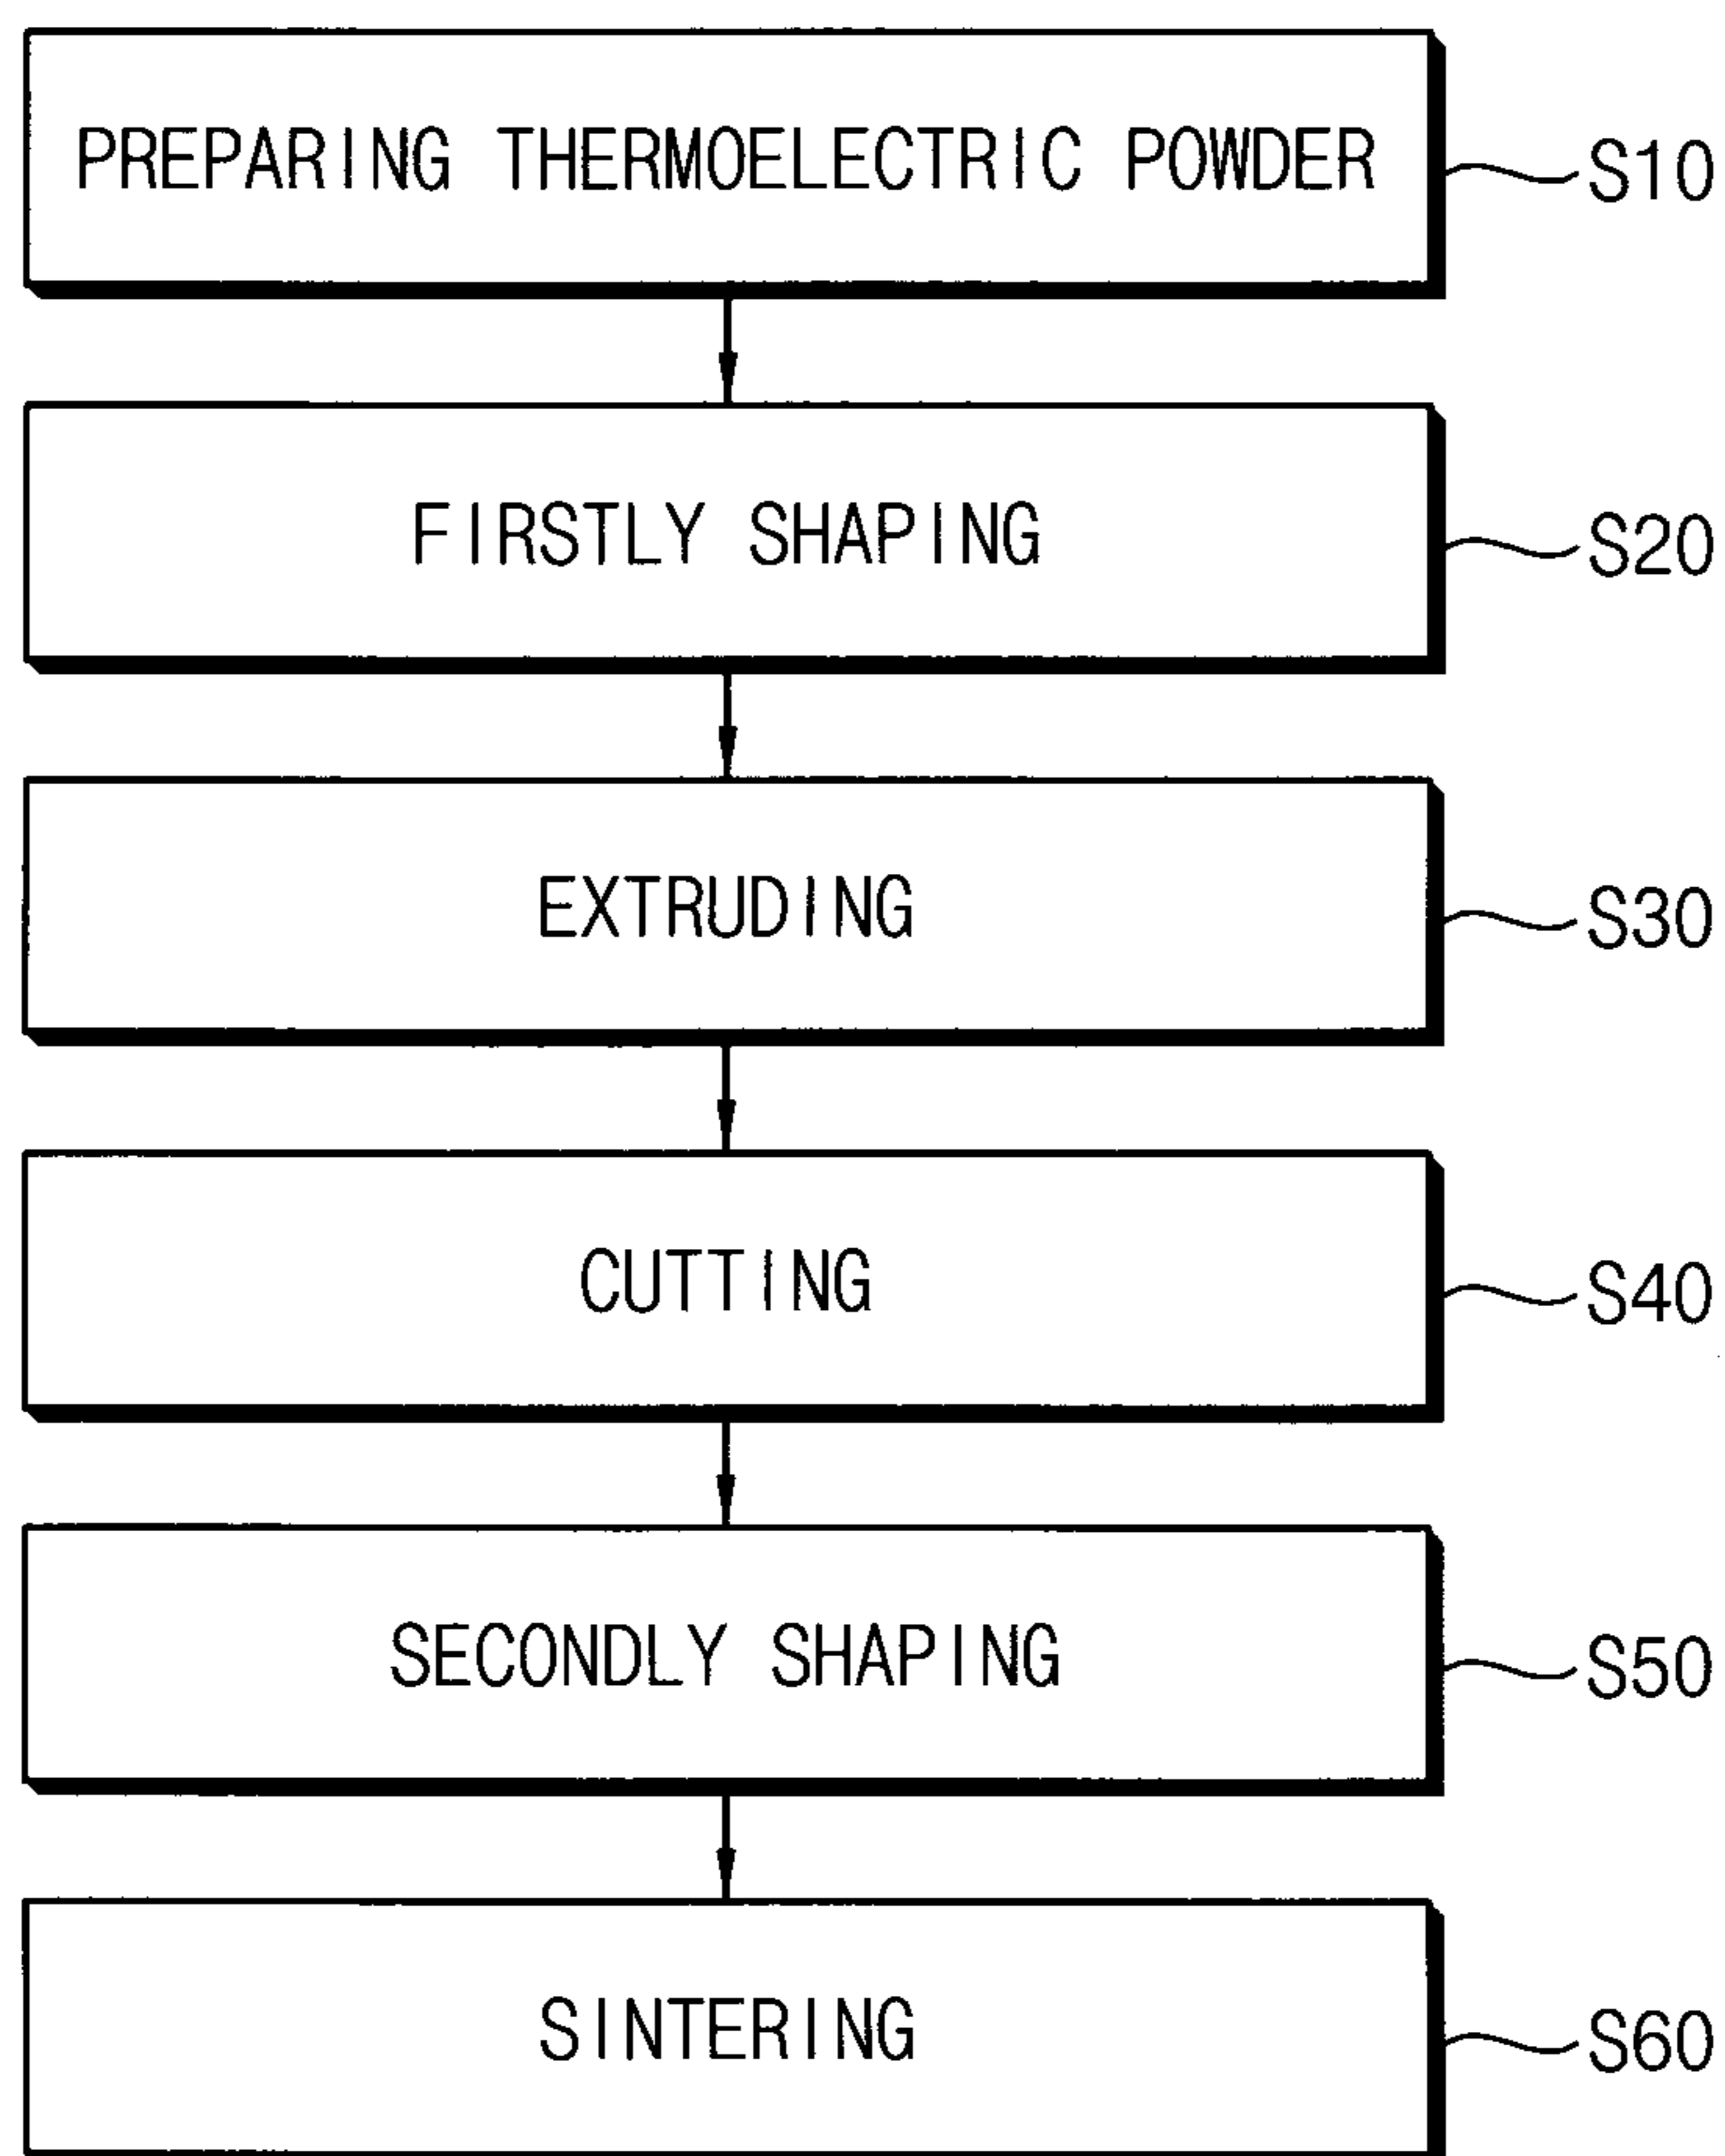 PREPARING THERMOELECTRIC POWDER S10
FIRSTLY SHAPING S20
EXTRUDING S30
CUTTING S40
SECONDLY SHAPING S50
SINTERING S60